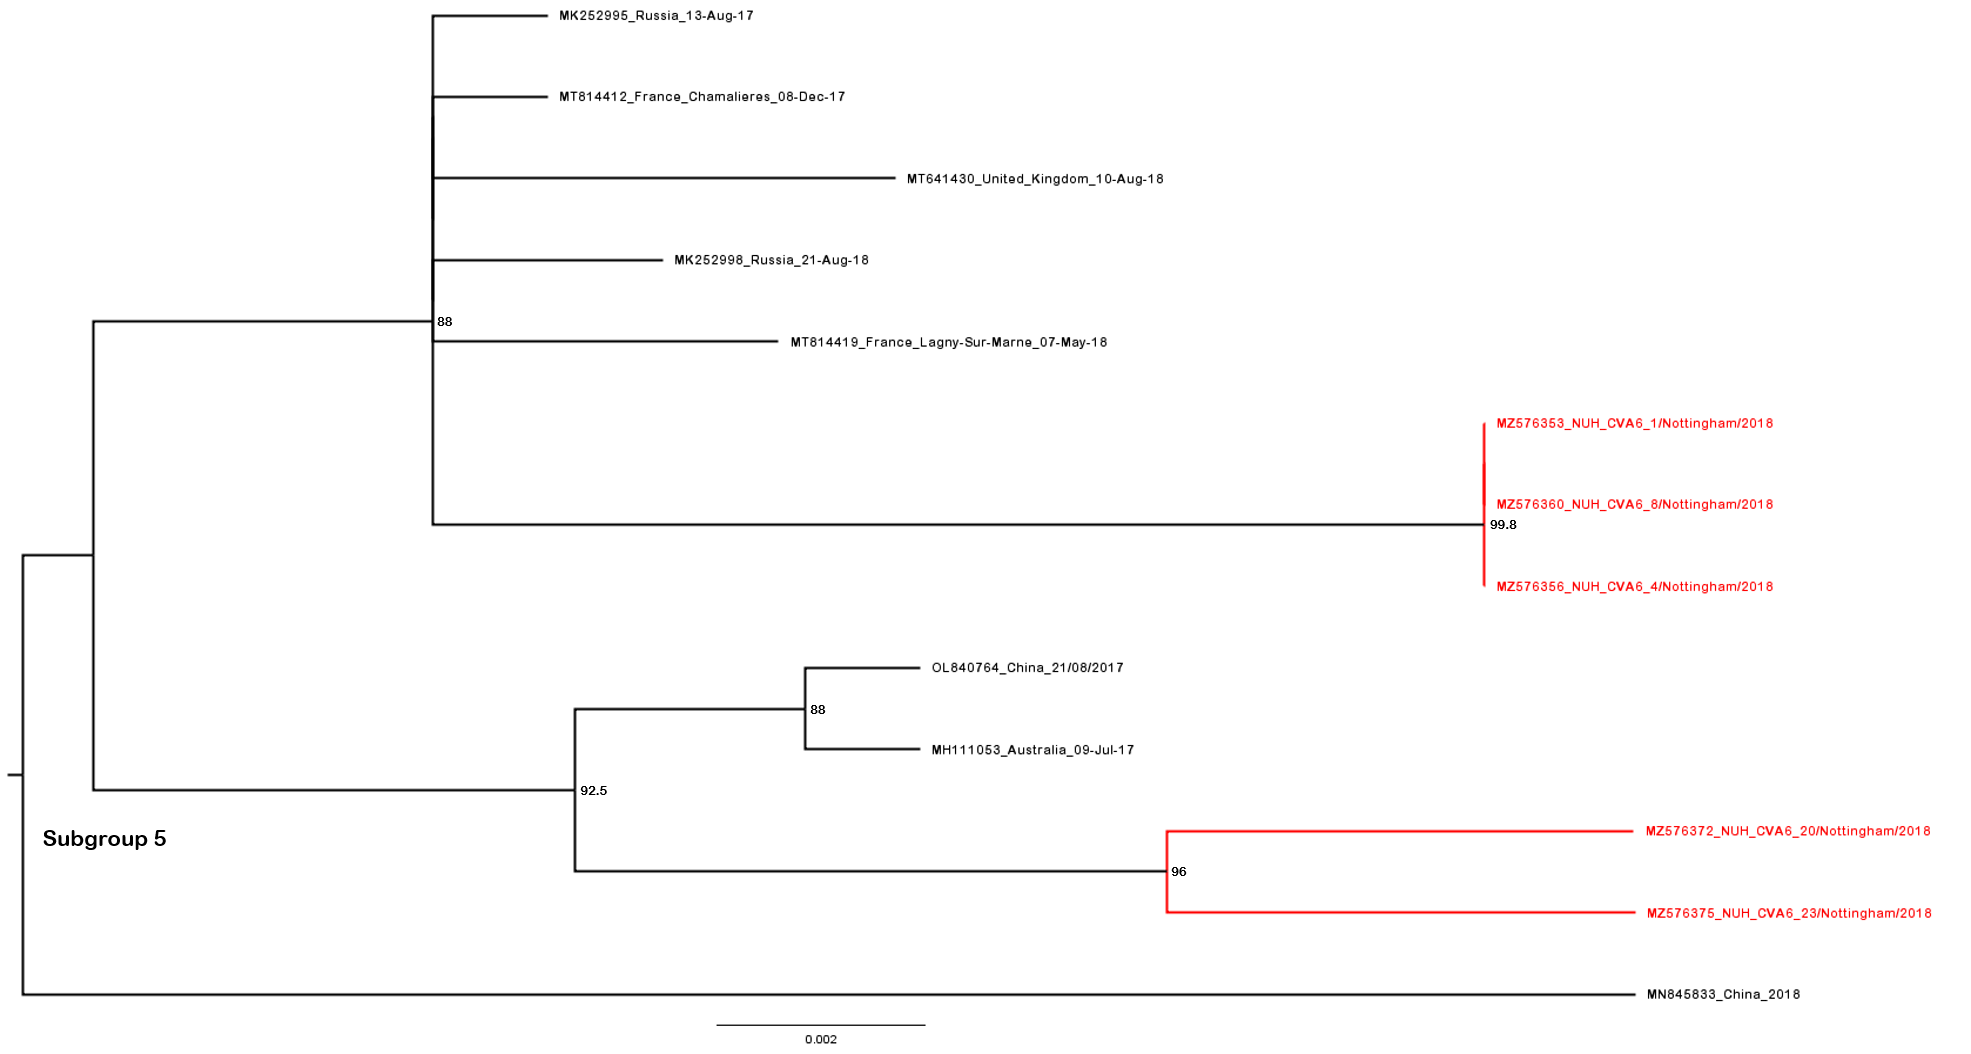 MK252995_Russia_13-Aug-17
MT814412_France_Chamalieres_08-Dec-17
MT641430_United_Kingdom_10-Aug-18
MK252998_Russia_21-Aug-18
88
MT814419_France_Lagny-Sur-Marne_07-May-18
MZ576353_NUH_CVA6_1/Nottingham/2018
MZ576360_NUH_CVA6_8/Nottingham/2018
99.8
MZ576356_NUH_CVA6_4/Nottingham/2018
OL840764_China_21/08/2017
88
MH111053_Australia_09-Jul-17
92.5
MZ576372_NUH_CVA6_20/Nottingham/2018
Subgroup 5
96
MZ576375_NUH_CVA6_23/Nottingham/2018
MN845833_China_2018
0.002